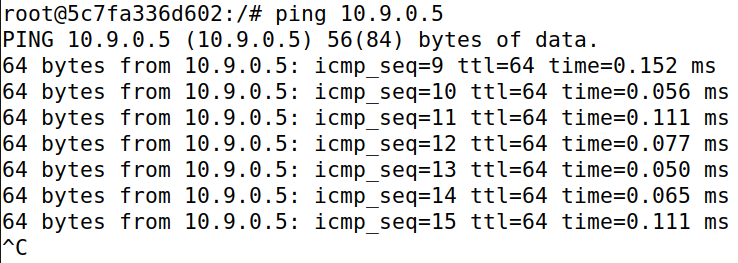 root@5c7fa336d602:/# ping 10.9.0.5
PING 10.9.0.5 (10.9.0.5) 56(84) bytes of data.
64 bytes from 10.9.0.5: icmp_seq=9 ttl=64 time=0.152 ms
64 bytes from 10.9.0.5: icmp_seq=10 ttl=64 time=0.056 ms
64 bytes from 10.9.0.5: icmp_seq=11 ttl=64 time=0.111 ms
64 bytes from 10.9.0.5: icmp_seq=12 ttl=64 time=0.077 ms
64 bytes from 10.9.0.5: icmp_seq=13 ttl=64 time=0.050 ms
64 bytes from 10.9.0.5: icmp_seq=14 ttl=64 time=0.065 ms
64 bytes from 10.9.0.5: icmp_seq=15 ttl=64 time=0.111 ms
^C